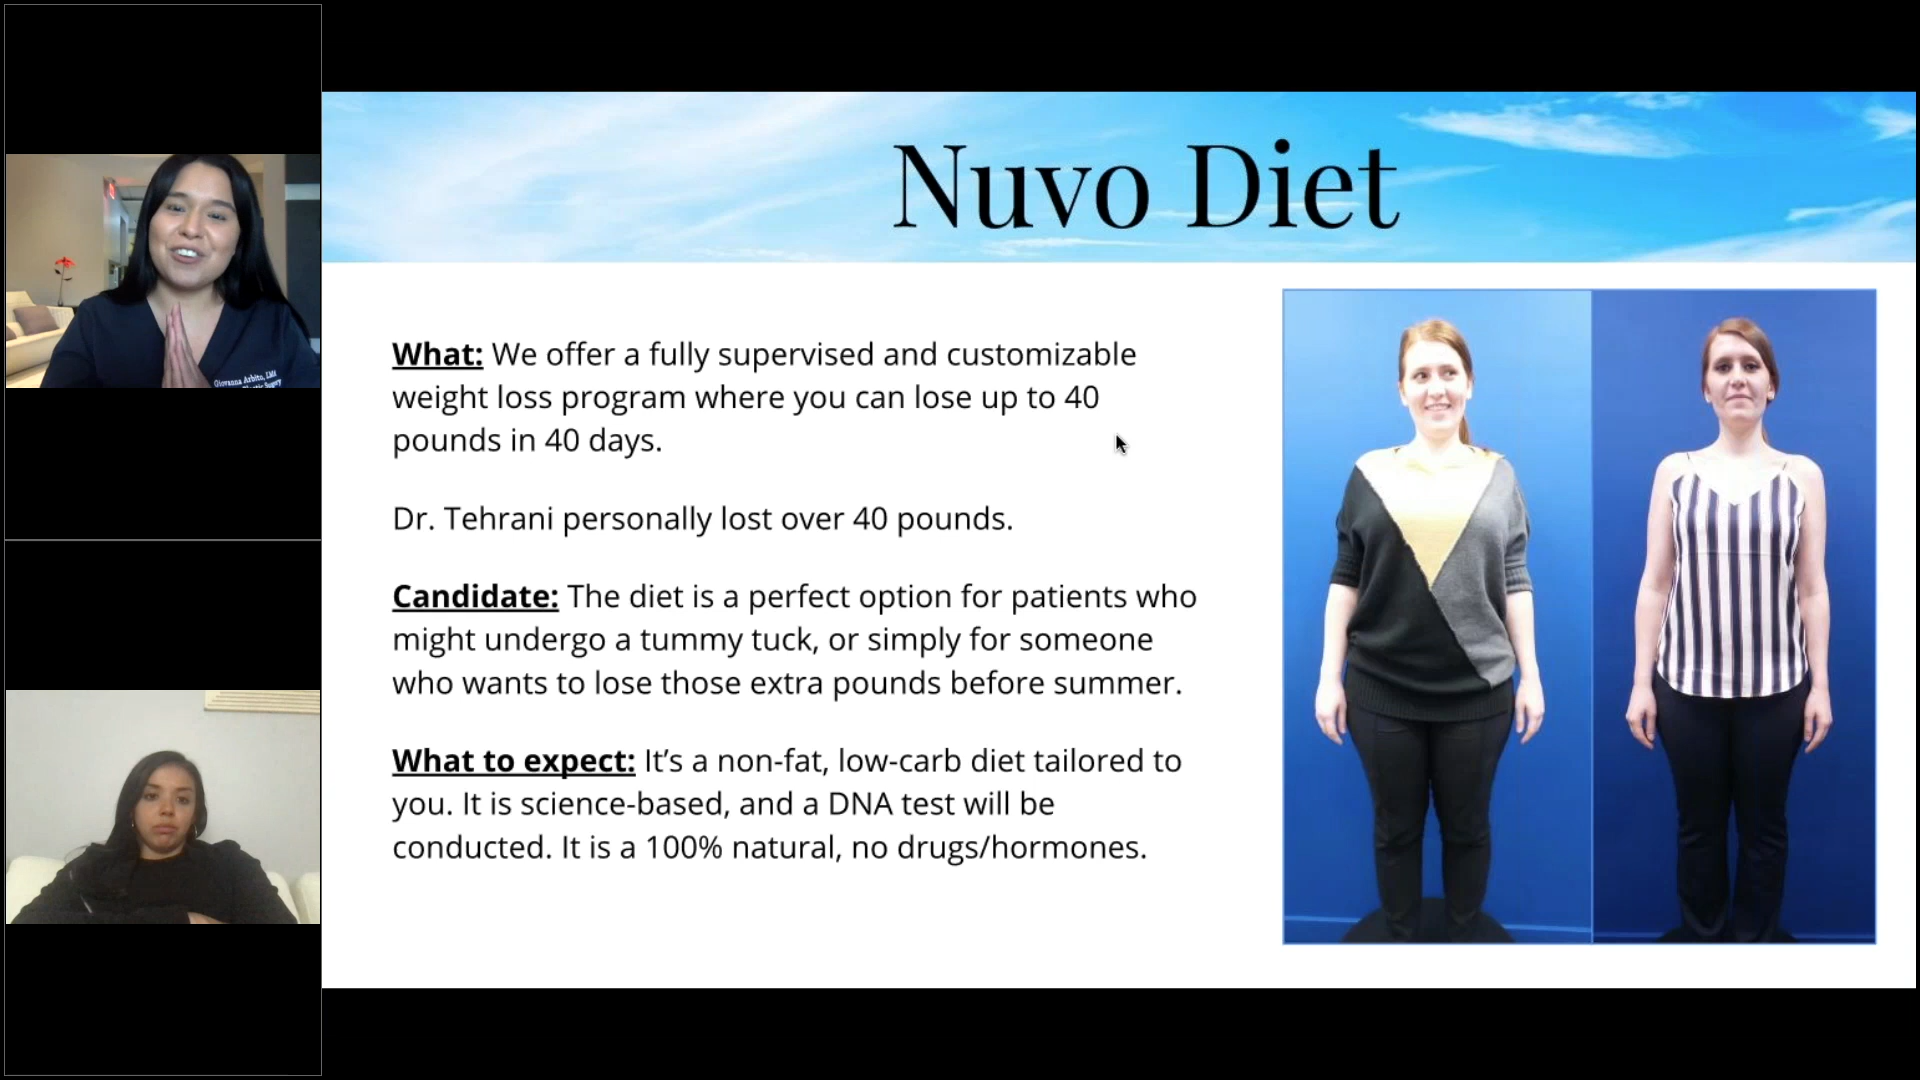 Nuvo Diet
What: We offer a fully supervised and customizable
weight loss program where you can lose up to 40
pounds in 40 days.
Dr. Tehrani personally lost over 40 pounds.
Candidate: The diet is a perfect option for patients who
might undergo a tummy tuck, or simply for someone
who wants to lose those extra pounds before summer.
What to expect: It’s a non-fat, low-carb diet tailored to
you. It is science-based, and a DNA test will be
conducted. It is a 100% natural, no drugs/hormones.
Giovanna Arbito,
Surgery